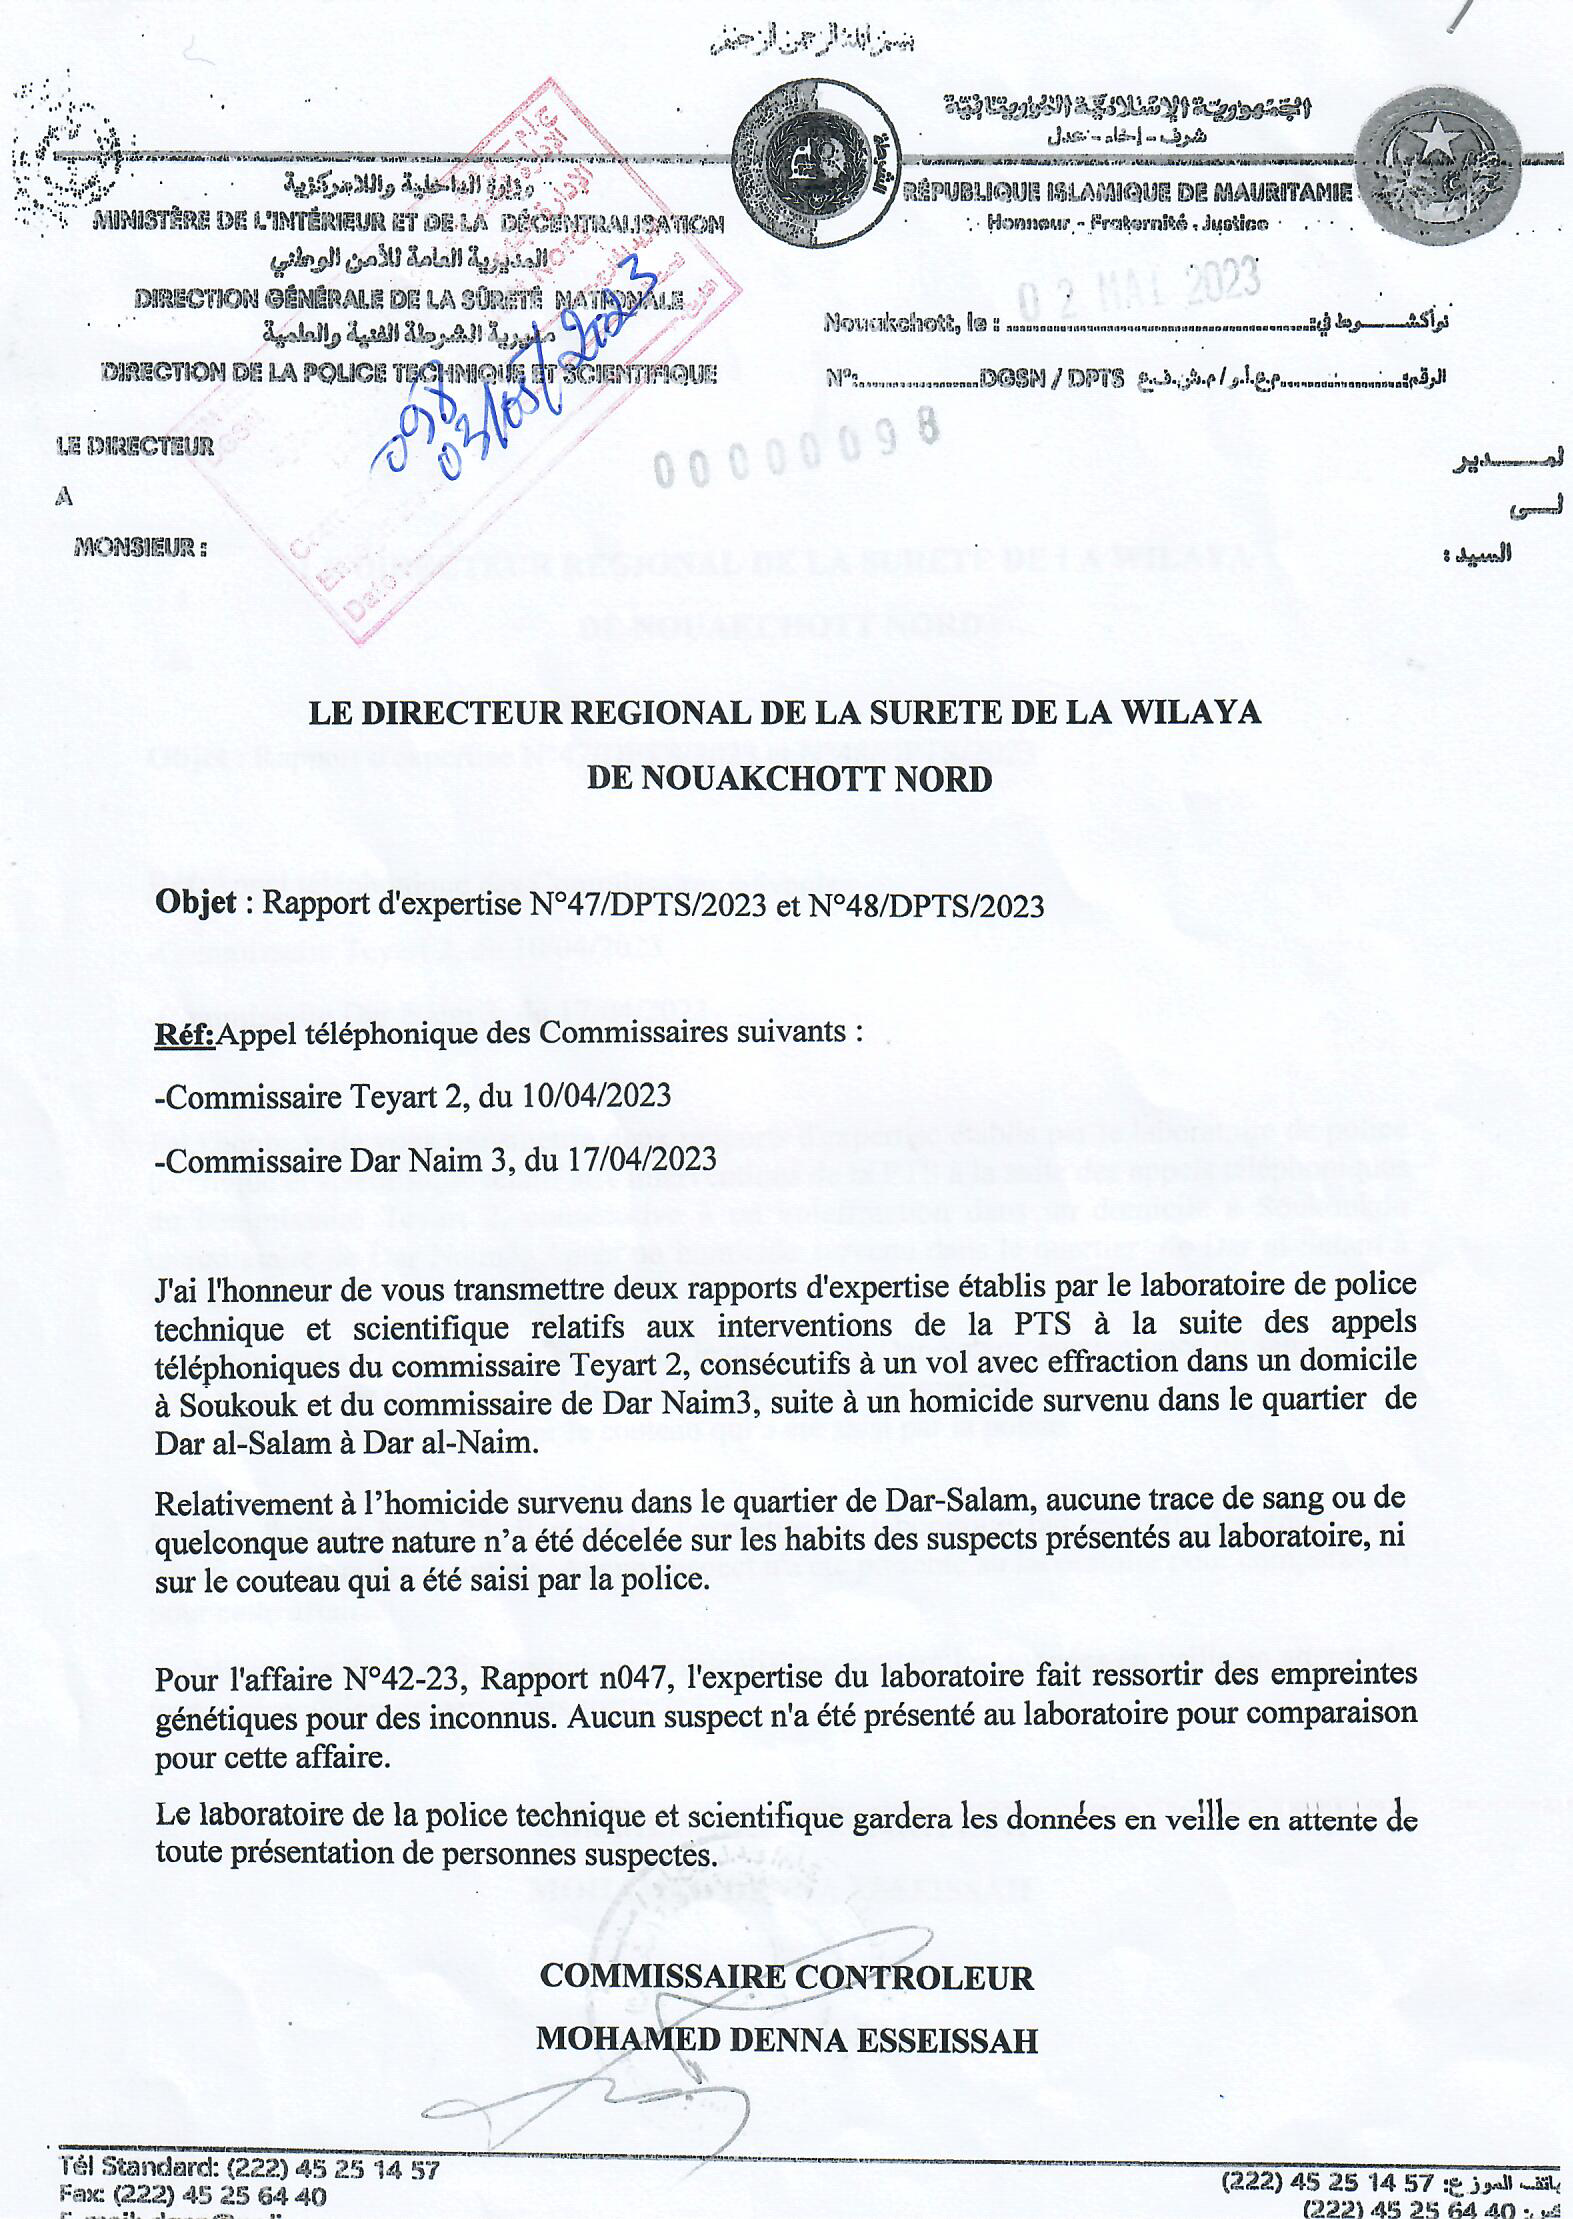 بسم الله الرحمن الرحيم
الجمهورية الإسلامية الموريتانية
شرف - إخاء - عدل
RÉPUBLIQUE ISLAMIQUE DE MAURITANIE
Honneur - Fraternité - Justice
وزارة الداخلية واللامركزية
MINISTÈRE DE L'INTÉRIEUR ET DE LA DÉCENTRALISATION
المديرية العامة للأمن الوطني
DIRECTION GÉNÉRALE DE LA SÛRETÉ NATIONALE
مديرية الشرطة الفنية والعلمية
DIRECTION DE LA POLICE TECHNIQUE ET SCIENTIFIQUE
098
03/05/2023
02 MAI 2023
Nouakchott, le : نواكشوط في:
N°: DGSN / DPTS م.ع.أ.و / م.ش.ف.ع الرقم:
00000098
LE DIRECTEUR
A
MONSIEUR :
لمدير
لى
السيد :
LE DIRECTEUR REGIONAL DE LA SURETE DE LA WILAYA
DE NOUAKCHOTT NORD
Objet : Rapport d'expertise N°47/DPTS/2023 et N°48/DPTS/2023
Réf:Appel téléphonique des Commissaires suivants :
-Commissaire Teyart 2, du 10/04/2023
-Commissaire Dar Naim 3, du 17/04/2023
J'ai l'honneur de vous transmettre deux rapports d'expertise établis par le laboratoire de police
technique et scientifique relatifs aux interventions de la PTS à la suite des appels
téléphoniques du commissaire Teyart 2, consécutifs à un vol avec effraction dans un domicile
à Soukouk et du commissaire de Dar Naim3, suite à un homicide survenu dans le quartier de
Dar al-Salam à Dar al-Naim.
Relativement à l’homicide survenu dans le quartier de Dar-Salam, aucune trace de sang ou de
quelconque autre nature n’a été décelée sur les habits des suspects présentés au laboratoire, ni
sur le couteau qui a été saisi par la police.
Pour l'affaire N°42-23, Rapport n047, l'expertise du laboratoire fait ressortir des empreintes
génétiques pour des inconnus. Aucun suspect n'a été présenté au laboratoire pour comparaison
pour cette affaire.
Le laboratoire de la police technique et scientifique gardera les données en veille en attente de
toute présentation de personnes suspectes.
COMMISSAIRE CONTROLEUR
MOHAMED DENNA ESSEISSAH
Tél Standard: (222) 45 25 14 57
Fax: (222) 45 25 64 40
هاتف الموزع: 57 14 25 45 (222)
(222) 45 25 64 40